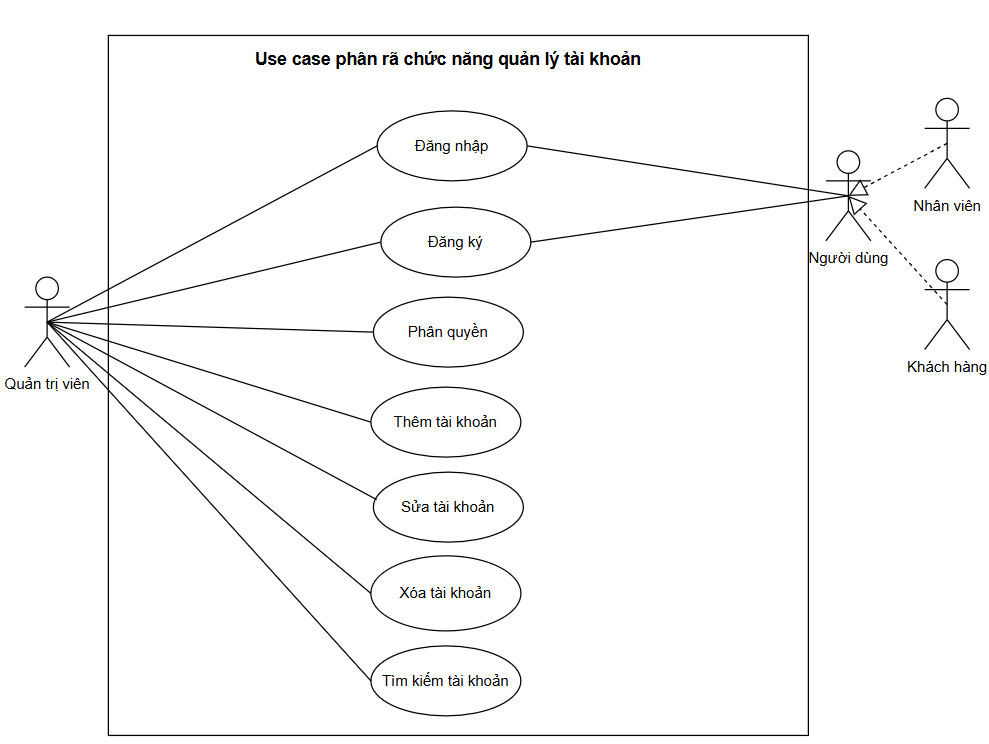 Use case phân rã chức năng quản lý tài khoản
Đăng nhập
Đăng ký
Phân quyền
Thêm tài khoản
Sửa tài khoản
Xóa tài khoản
Tìm kiếm tài khoản
Quản trị viên
Người dùng
Nhân viên
Khách hàng